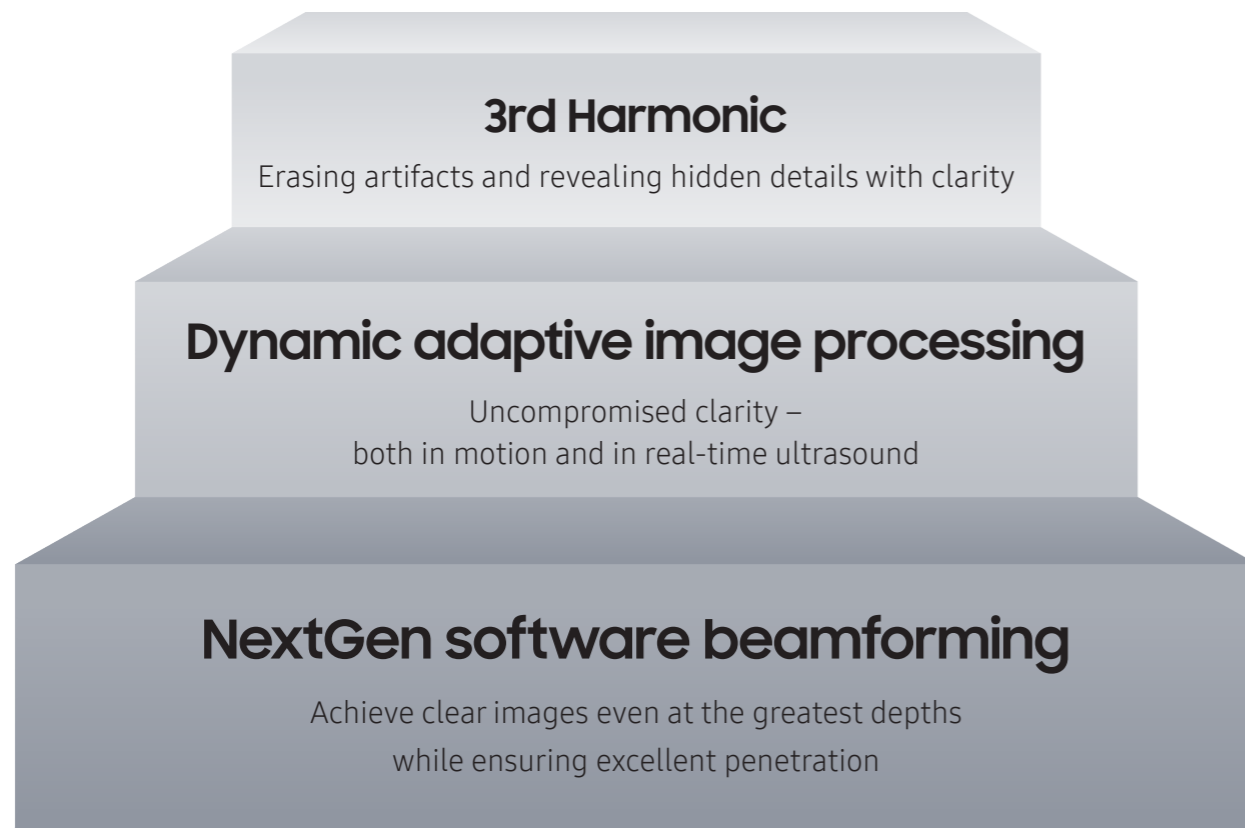 3rd Harmonic
Erasing artifacts and revealing hidden details with clarity
Dynamic adaptive image processing
Uncompromised clarity –
both in motion and in real-time ultrasound
NextGen software beamforming
Achieve clear images even at the greatest depths
while ensuring excellent penetration